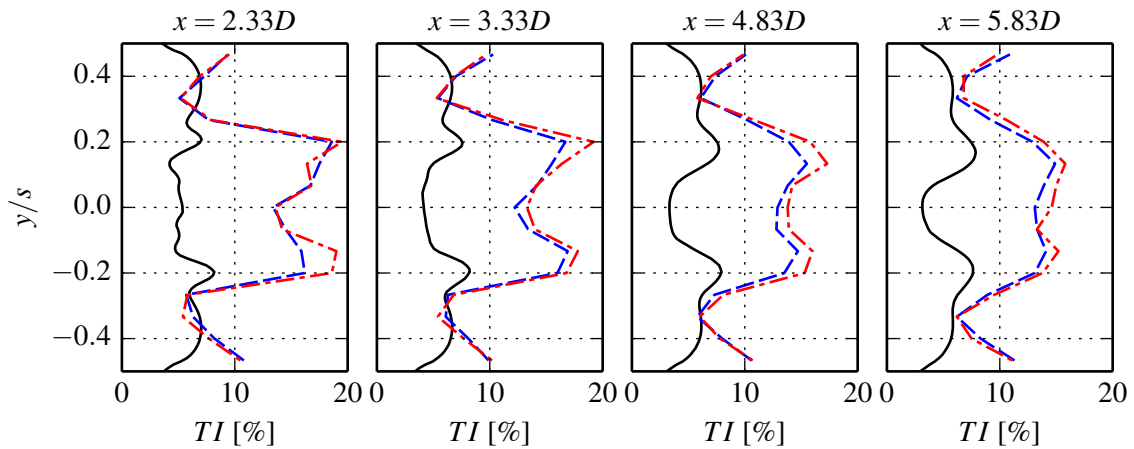 x = 2.33D x = 3.33D x = 4.83D x = 5.83D
0.4
0.2
0.0
−0.2
−0.4
y/s
0 10 20 0 10 20 0 10 20 0 10 20
TI [%] TI [%] TI [%] TI [%]